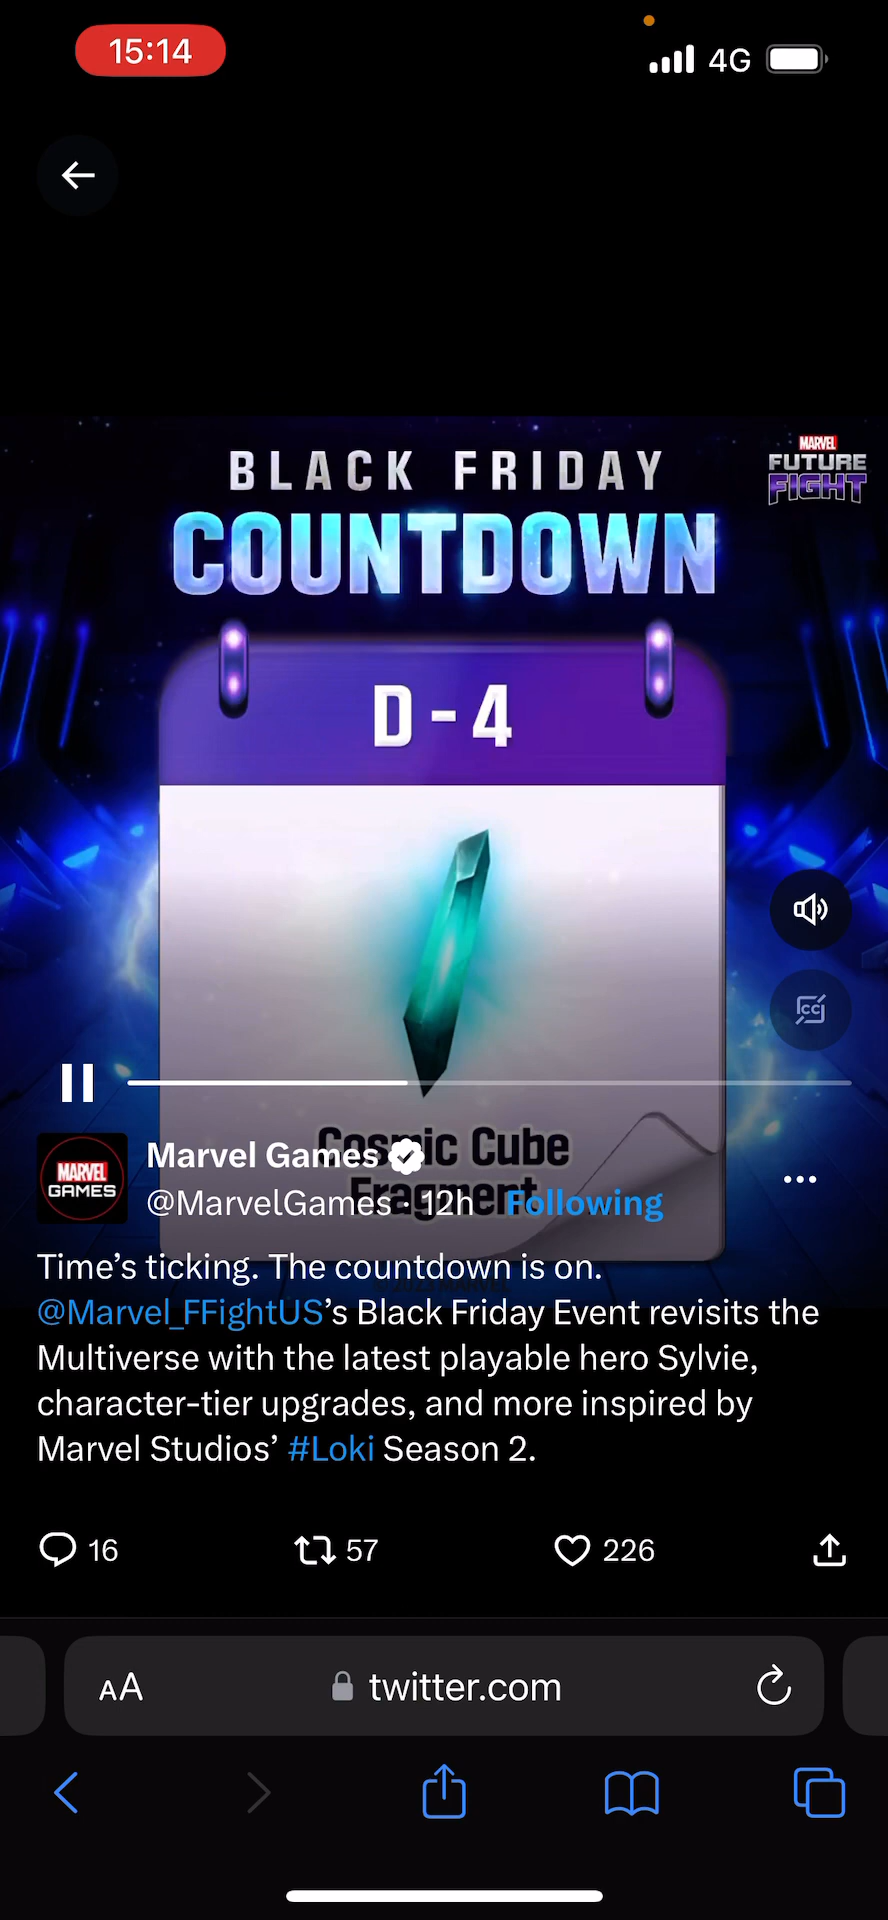 15:14
4G
BLACK FRIDAY
COUNTDOWN
MARVEL
FUTURE
FIGHT
D-4
CC
Cosmic Cube
Fragment
MARVEL
GAMES
Marvel Games
@MarvelGames · 12h Following
Time’s ticking. The countdown is on.
@Marvel_FFightUS’s Black Friday Event revisits the
Multiverse with the latest playable hero Sylvie,
character-tier upgrades, and more inspired by
Marvel Studios’ #Loki Season 2.
16
57
226
AA
twitter.com